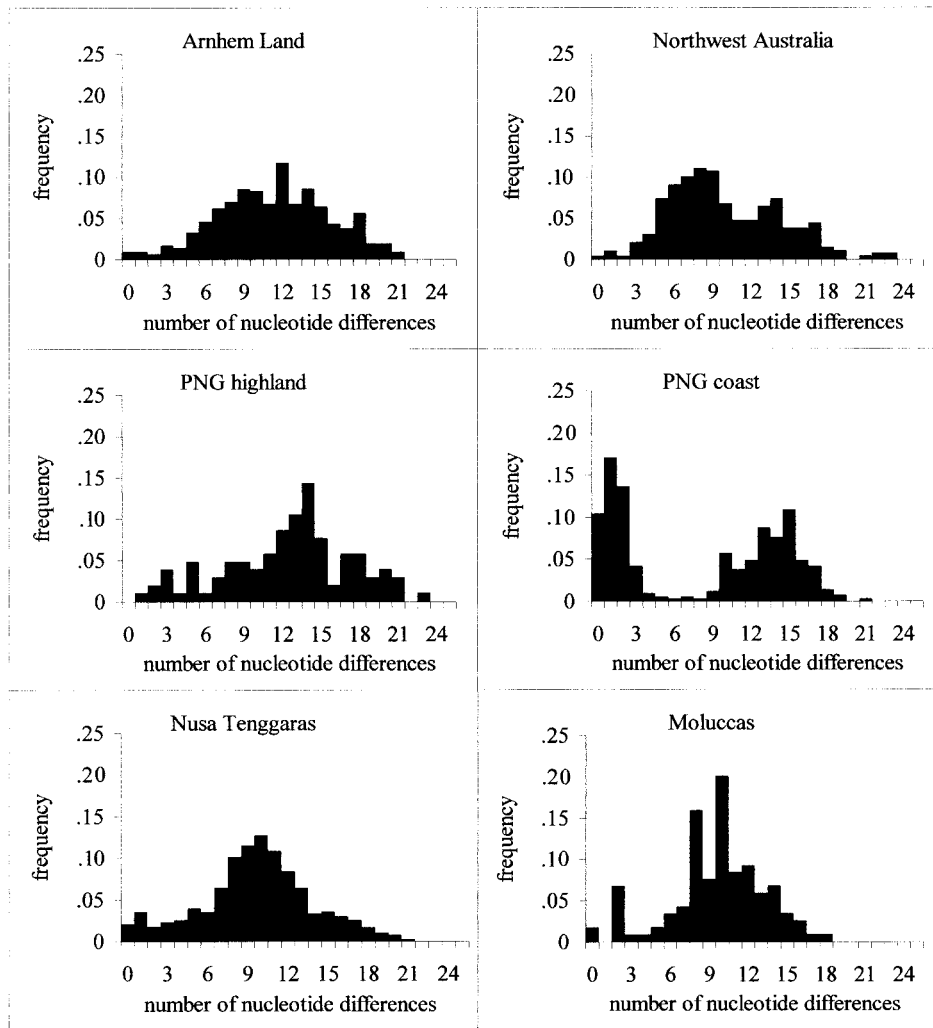 Arnhem Land
.25
.20
.15
.10
.05
0
frequency
0 3 6 9 12 15 18 21 24
number of nucleotide differences
Northwest Australia
.25
.20
.15
.10
.05
0
frequency
0 3 6 9 12 15 18 21 24
number of nucleotide differences
PNG highland
.25
.20
.15
.10
.05
0
frequency
0 3 6 9 12 15 18 21 24
number of nucleotide differences
PNG coast
.25
.20
.15
.10
.05
0
frequency
0 3 6 9 12 15 18 21 24
number of nucleotide differences
Nusa Tenggaras
.25
.20
.15
.10
.05
0
frequency
0 3 6 9 12 15 18 21 24
number of nucleotide differences
Moluccas
.25
.20
.15
.10
.05
0
frequency
0 3 6 9 12 15 18 21 24
number of nucleotide differences